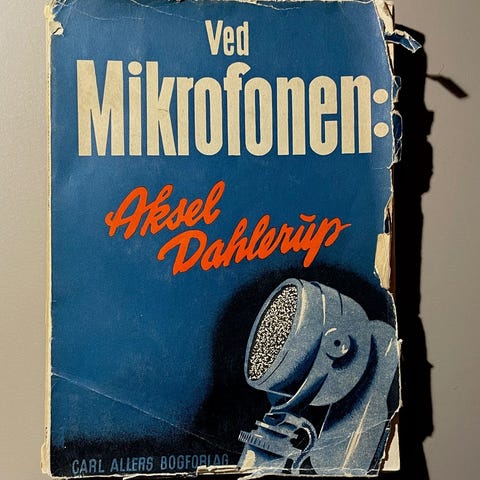 Ved
Mikrofonen:
Aksel
Dahlerup
CARL ALLERS BOGFORLAG